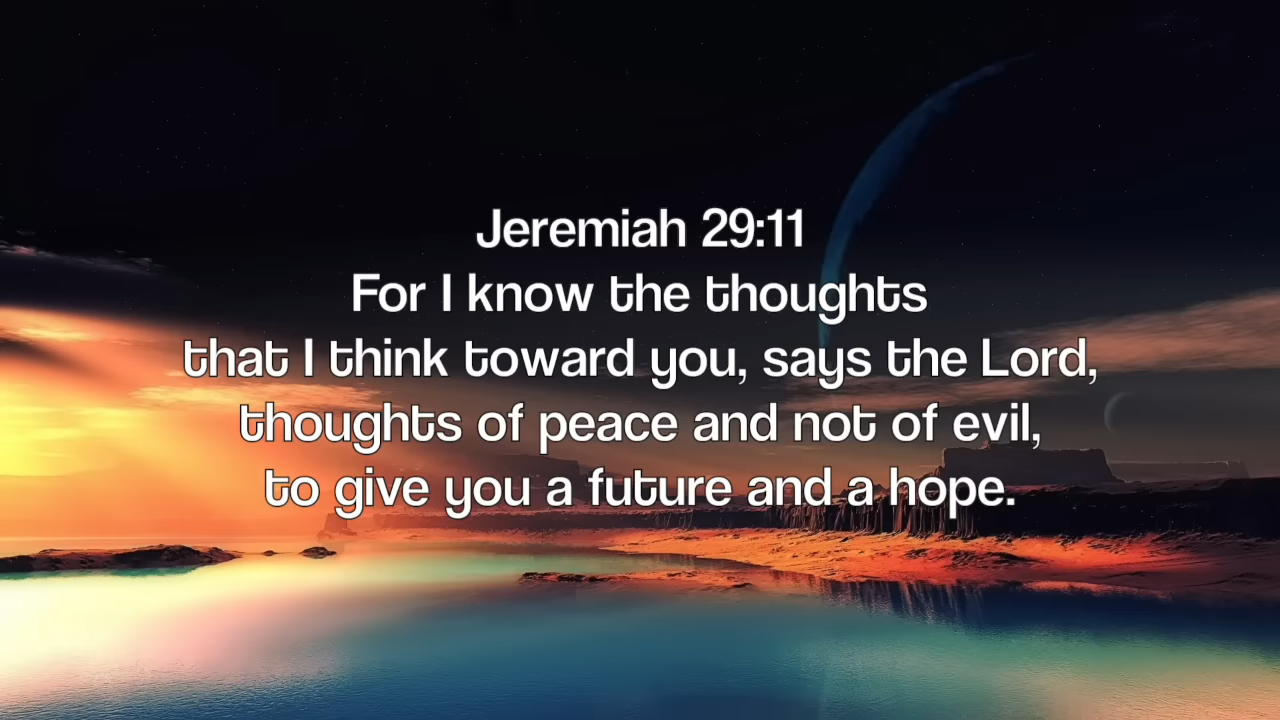 Jeremiah 29:11
For I know the thoughts
that I think toward you, says the Lord,
thoughts of peace and not of evil,
to give you a future and a hope.